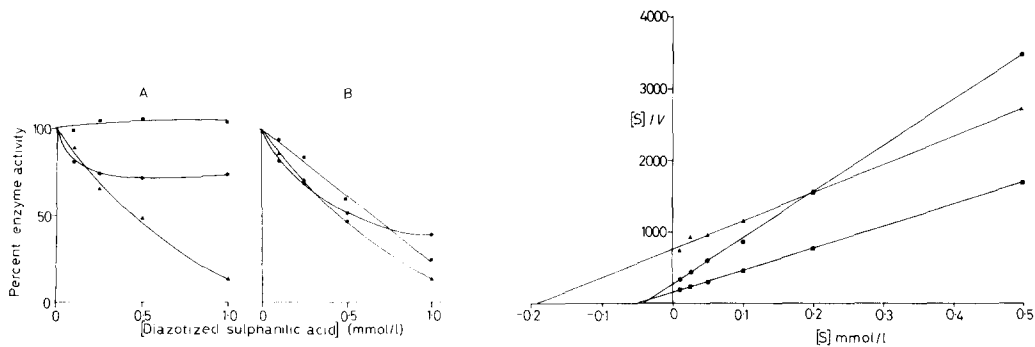 A B
Percent enzyme activity
100
50
0
0 0·5 1·0 0 0·5 1·0
[Diazotized sulphanilic acid] (mmol/l)
4000
3000
[S]/V
2000
1000
-0·2 -0·1 0 0·1 0·2 0·3 0·4 0·5
[S] mmol/l